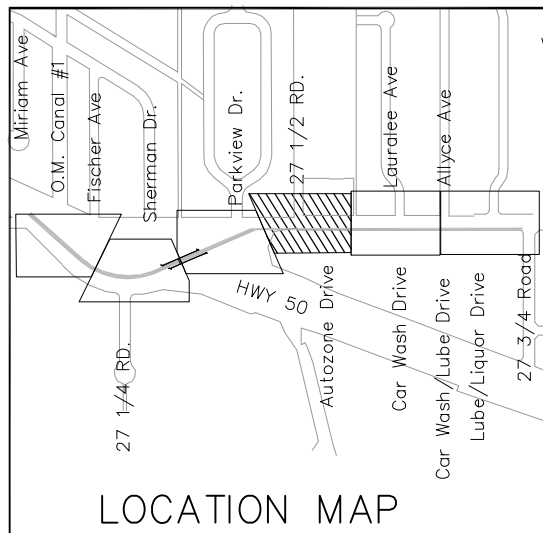 Miriam Ave
O.M. Canal #1
Fischer Ave
Sherman Dr.
Parkview Dr.
27 1/2 RD.
Lauralee Ave
Allyce Ave
HWY 50
27 1/4 RD.
Autozone Drive
Car Wash Drive
Car Wash/Lube Drive
Lube/Liquor Drive
27 3/4 Road
LOCATION MAP